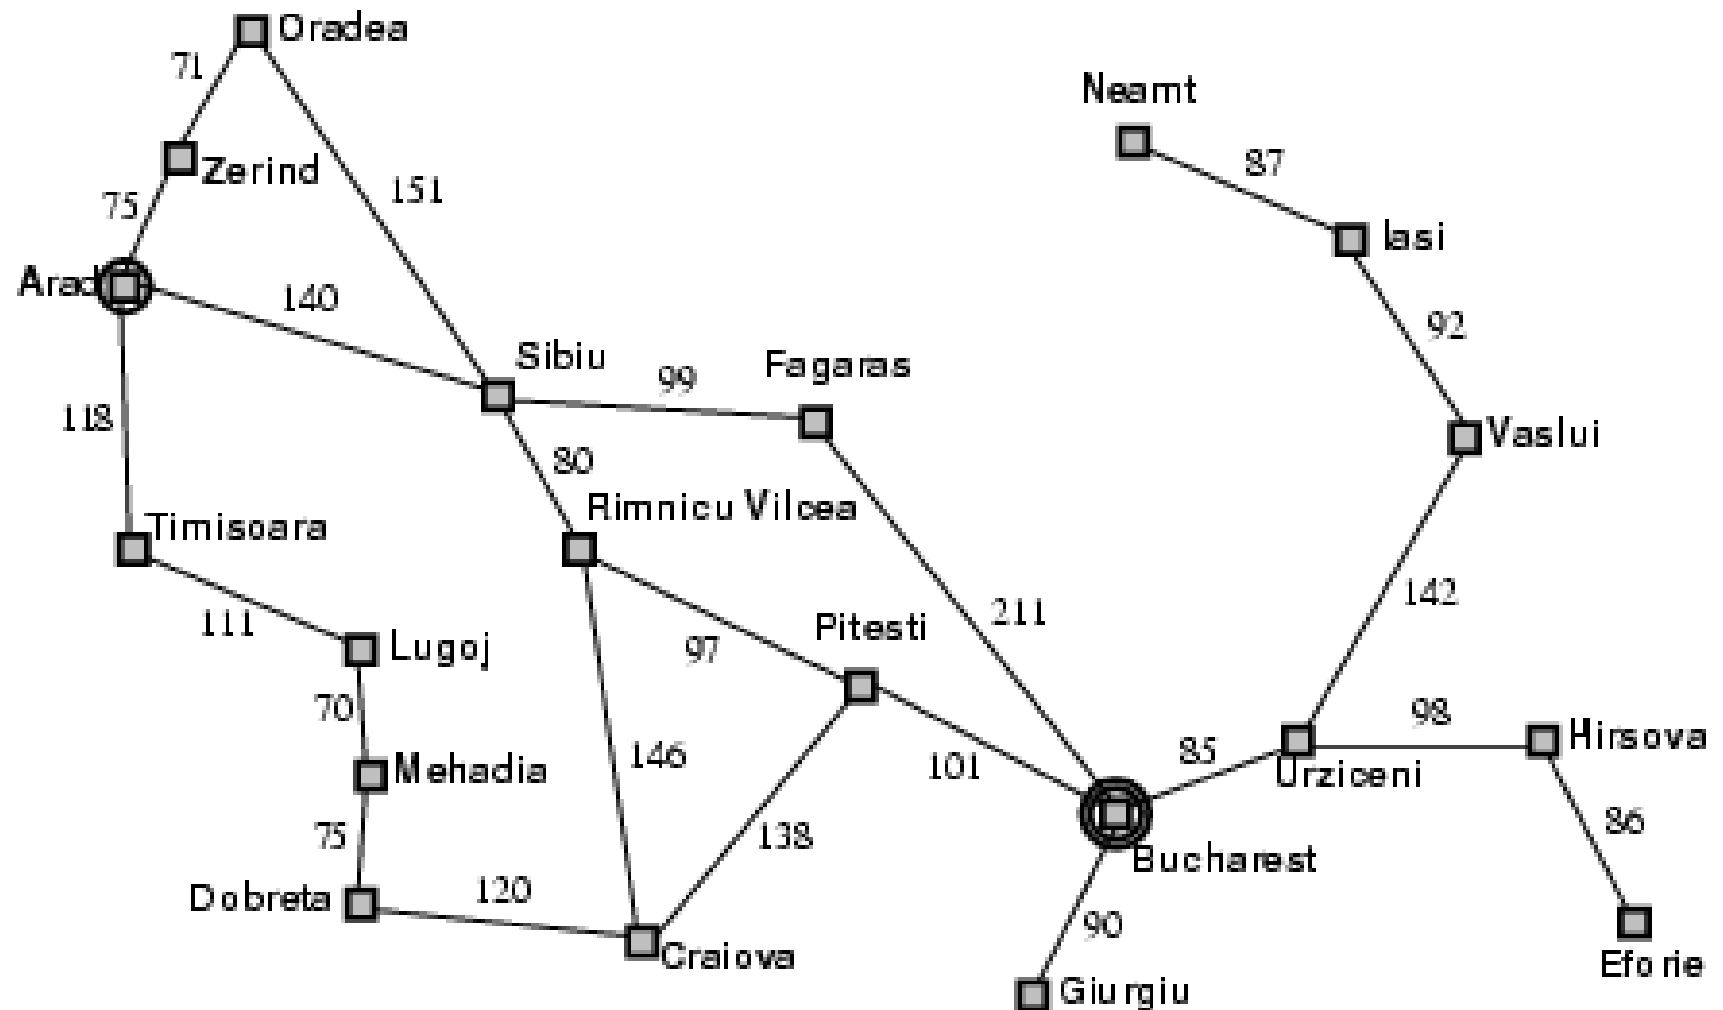 Oradea
71
Neamt
87
Zerind
151
75
Iasi
Arad
140
92
Sibiu
Fagaras
99
118
Vaslui
80
Rimnicu Vilcea
Timisoara
142
211
111
Pitesti
Lugoj
97
70
98
Hirsova
146
85
101
Mehadia
Urziceni
75
138
86
Bucharest
120
Dobreta
90
Craiova
Eforie
Giurgiu